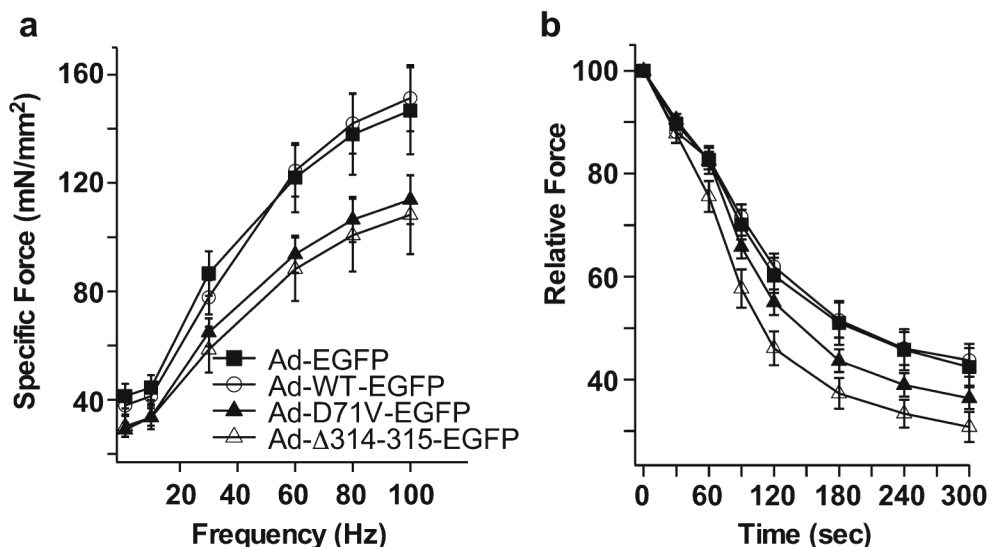 a
Specific Force (mN/mm²)
160
120
80
40
20 40 60 80 100
Frequency (Hz)
Ad-EGFP
Ad-WT-EGFP
Ad-D71V-EGFP
Ad-Δ314-315-EGFP
b
Relative Force
100
80
60
40
0 60 120 180 240 300
Time (sec)